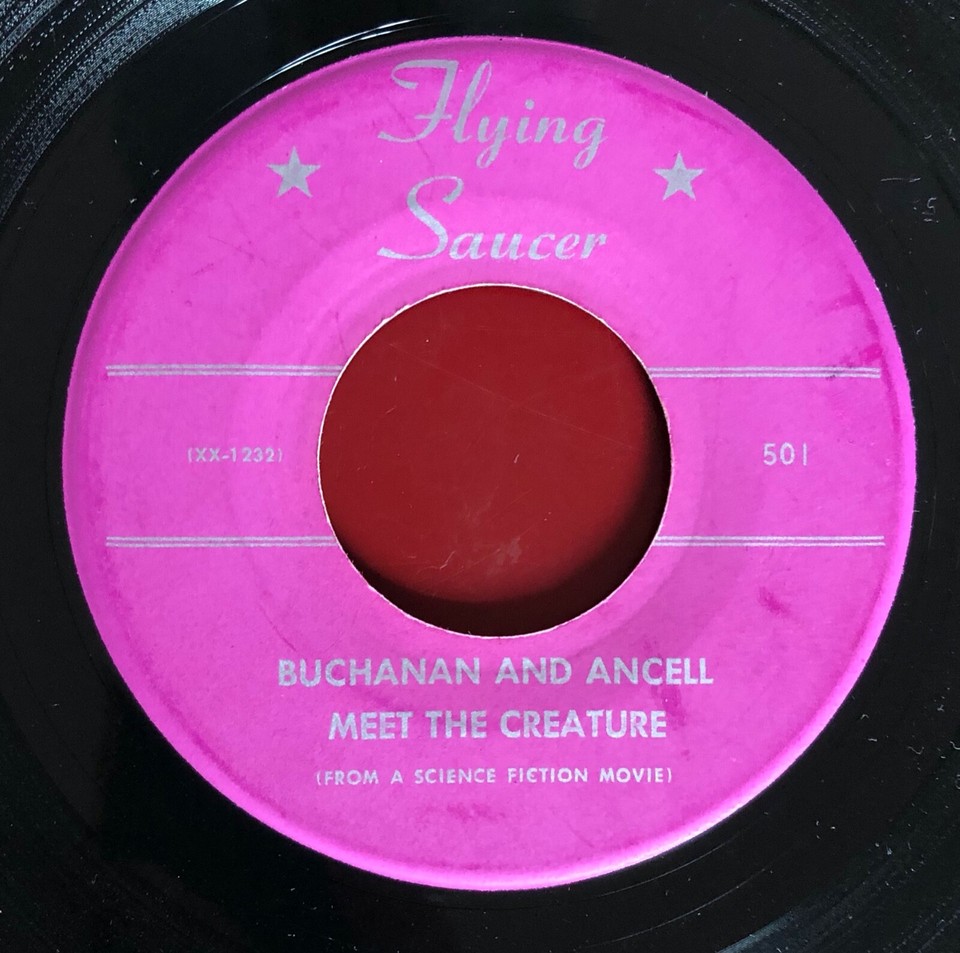 Flying
Saucer
(XX-1232)
501
BUCHANAN AND ANCELL
MEET THE CREATURE
(FROM A SCIENCE FICTION MOVIE)